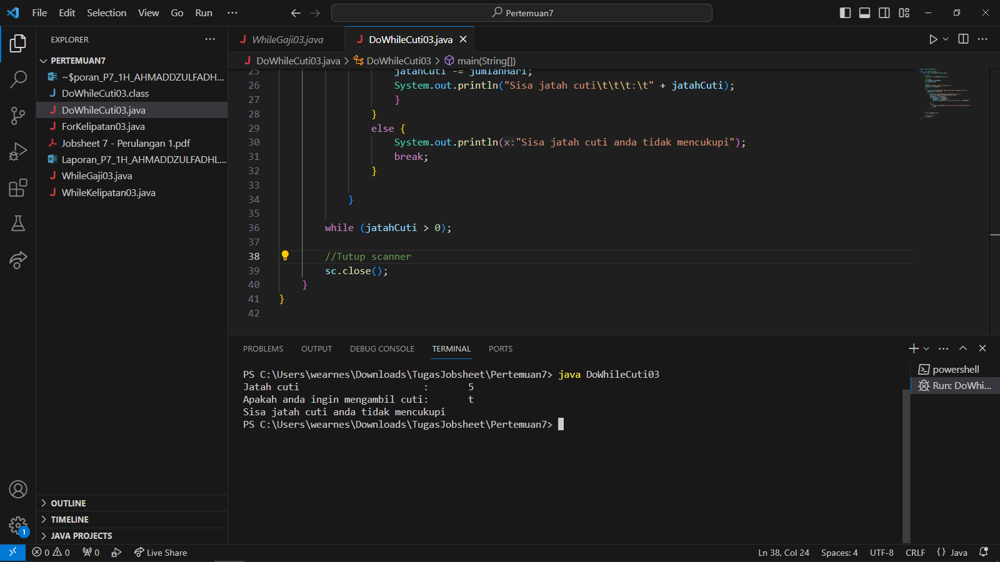 File Edit Selection View Go Run ···
Pertemuan7
EXPLORER
PERTEMUAN7
~$poran_P7_1H_AHMADDZULFADH...
DoWhileCuti03.class
DoWhileCuti03.java
ForKelipatan03.java
Jobsheet 7 - Perulangan 1.pdf
Laporan_P7_1H_AHMADDZULFADHL...
WhileGaji03.java
WhileKelipatan03.java
OUTLINE
TIMELINE
JAVA PROJECTS
WhileGaji03.java
DoWhileCuti03.java
DoWhileCuti03.java > DoWhileCuti03 > main(String[])
25 jatahCuti -= jumlahHari;
26 System.out.println("Sisa jatah cuti\t\t\t:\t" + jatahCuti);
27 }
28 }
29 else {
30 System.out.println(x:"Sisa jatah cuti anda tidak mencukupi");
31 break;
32 }
33
34 }
35
36 while (jatahCuti > 0);
37
38 //Tutup scanner
39 sc.close();
40 }
41 }
42
PROBLEMS OUTPUT DEBUG CONSOLE TERMINAL PORTS
PS C:\Users\wearnes\Downloads\TugasJobsheet\Pertemuan7> java DoWhileCuti03
Jatah cuti : 5
Apakah anda ingin mengambil cuti: t
Sisa jatah cuti anda tidak mencukupi
PS C:\Users\wearnes\Downloads\TugasJobsheet\Pertemuan7>
powershell
Run: DoWhi...
1
0 0 0 Live Share
Ln 38, Col 24 Spaces: 4 UTF-8 CRLF {} Java